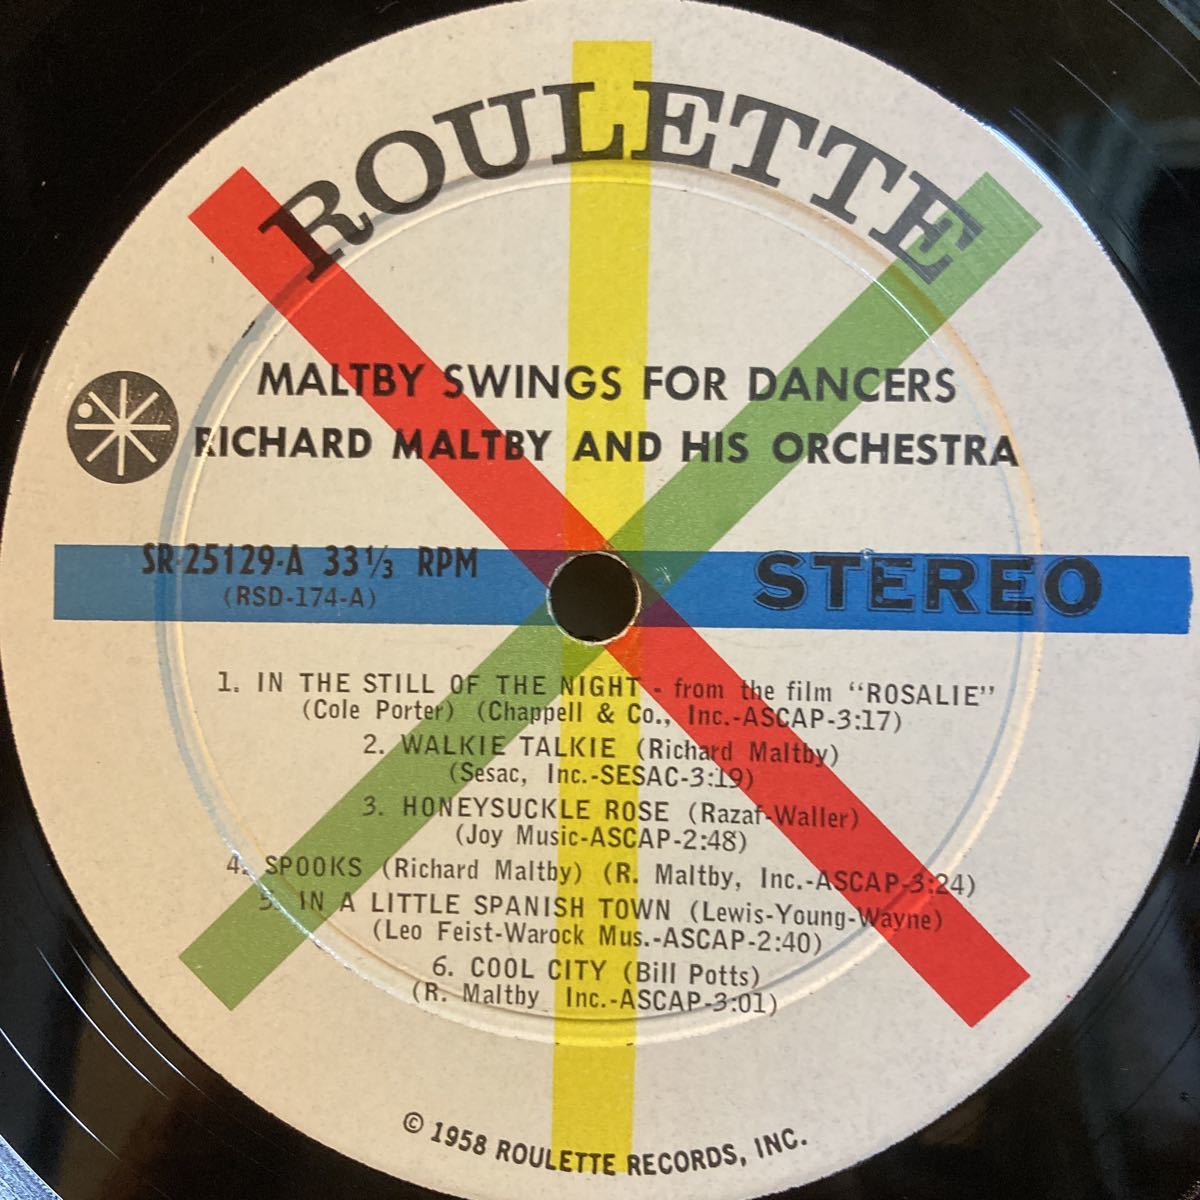 ROULETTE
MALTBY SWINGS FOR DANCERS
RICHARD MALTBY AND HIS ORCHESTRA
SR-25129-A 33 1/3 RPM
(RSD-174-A)
STEREO
1. IN THE STILL OF THE NIGHT - from the film "ROSALIE"
(Cole Porter) (Chappell & Co., Inc.-ASCAP-3:17)
2. WALKIE TALKIE (Richard Maltby)
(Sesac, Inc.-SESAC-3:19)
3. HONEYSUCKLE ROSE (Razaf-Waller)
(Joy Music-ASCAP-2:48)
4. SPOOKS (Richard Maltby) (R. Maltby, Inc.-ASCAP-3:24)
5. IN A LITTLE SPANISH TOWN (Lewis-Young-Wayne)
(Leo Feist-Warock Mus.-ASCAP-2:40)
6. COOL CITY (Bill Potts)
(R. Maltby Inc.-ASCAP-3:01)
© 1958 ROULETTE RECORDS, INC.